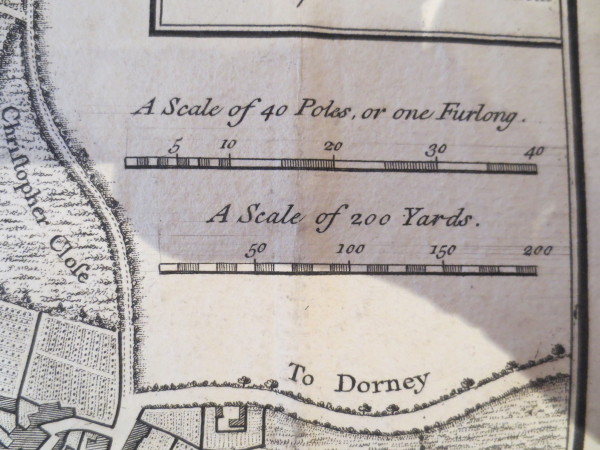 A Scale of 40 Poles, or one Furlong.
5 10 20 30 40
A Scale of 200 Yards.
50 100 150 200
Chriſtopher Cloſe
To Dorney